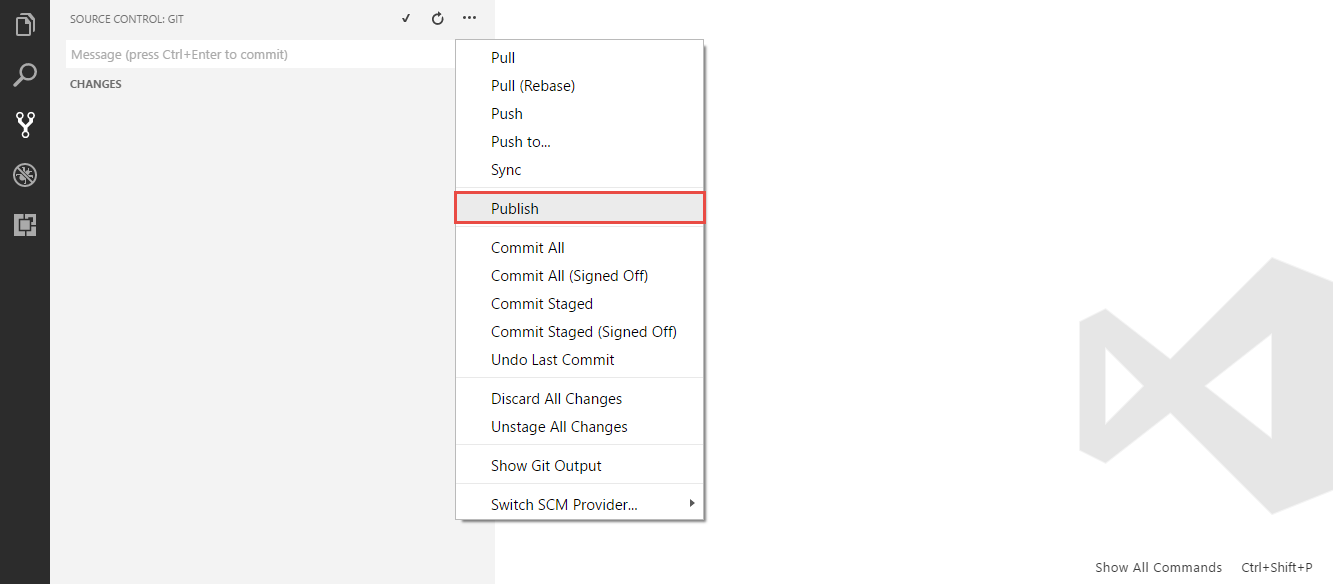 SOURCE CONTROL: GIT
Message (press Ctrl+Enter to commit)
CHANGES
Pull
Pull (Rebase)
Push
Push to...
Sync
Publish
Commit All
Commit All (Signed Off)
Commit Staged
Commit Staged (Signed Off)
Undo Last Commit
Discard All Changes
Unstage All Changes
Show Git Output
Switch SCM Provider...
Show All Commands Ctrl+Shift+P